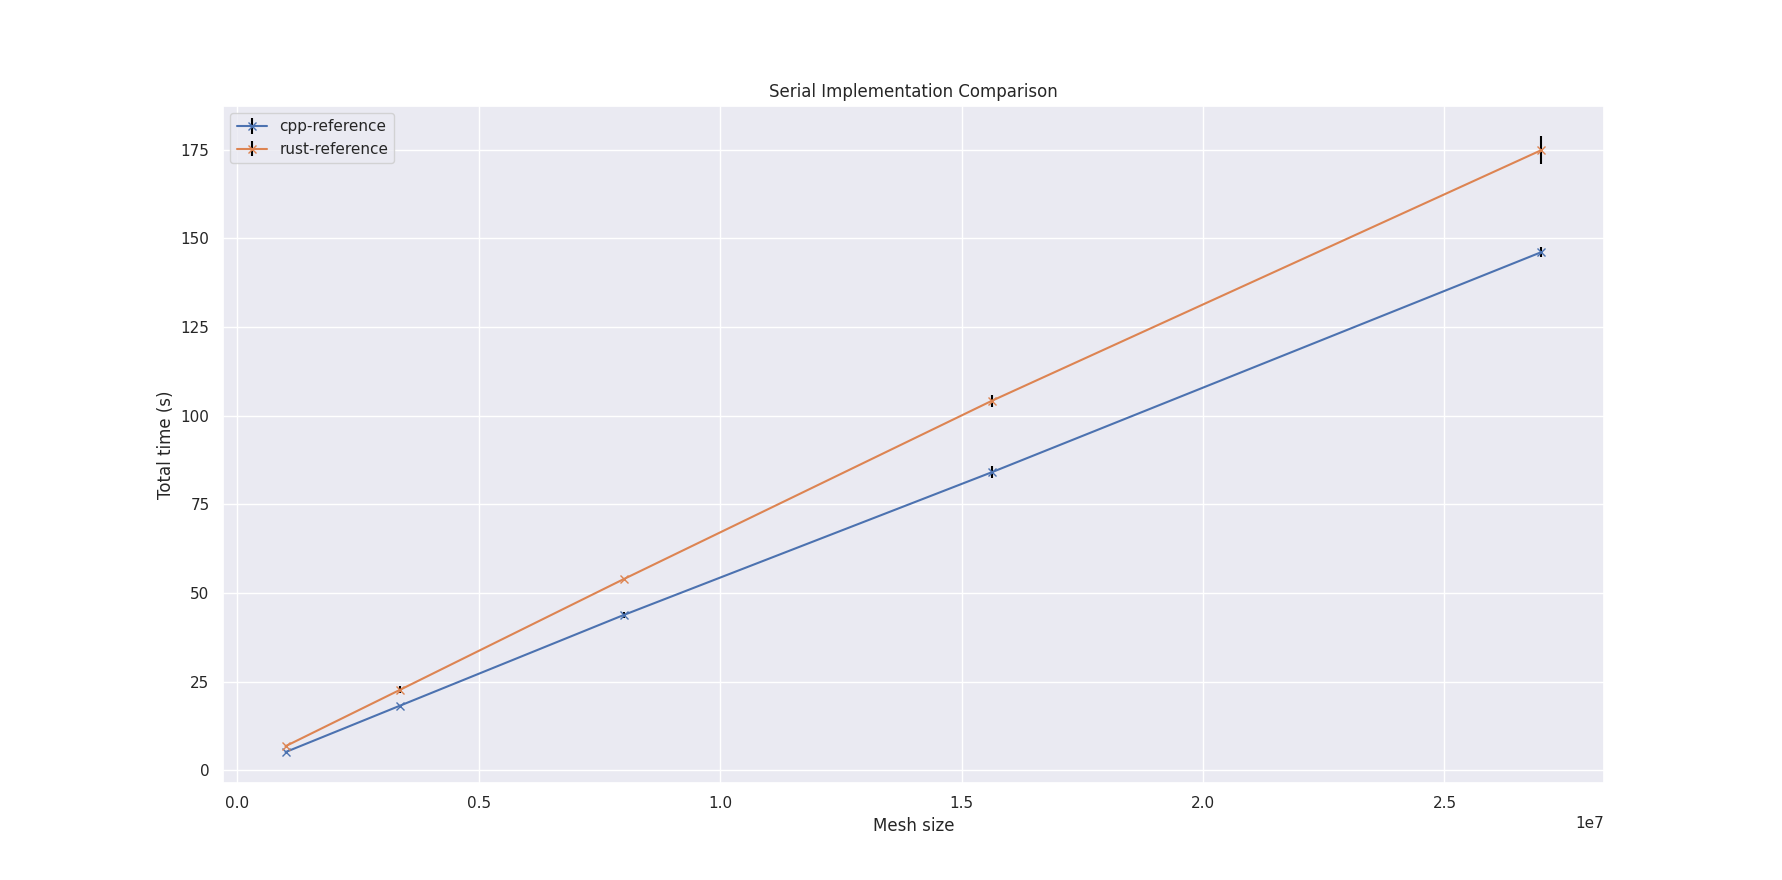 Serial Implementation Comparison
cpp-reference
rust-reference
175
150
125
100
75
50
25
0
Total time (s)
0.0 0.5 1.0 1.5 2.0 2.5
Mesh size
1e7